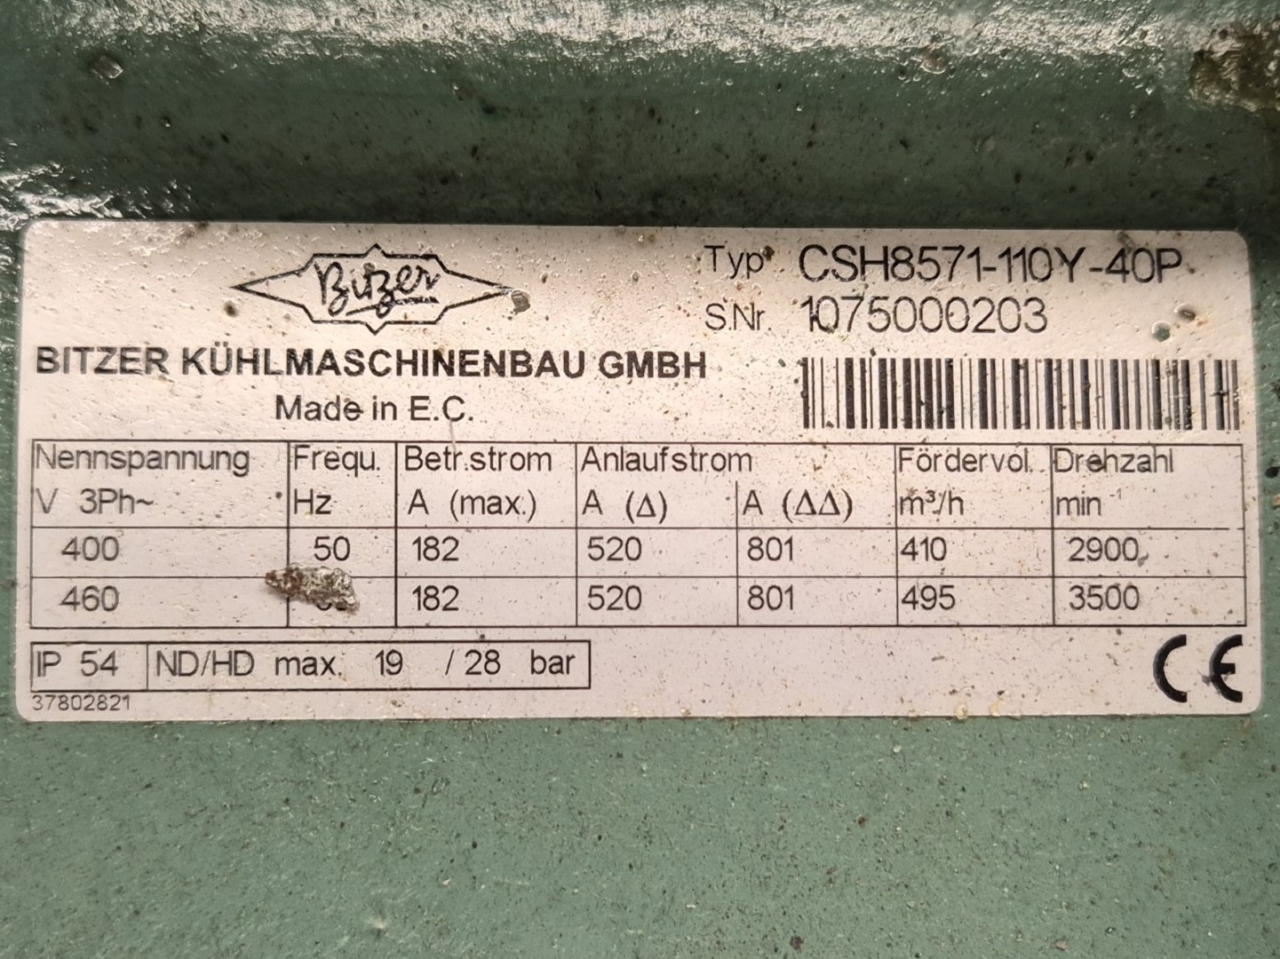 Bitzer
Typ CSH8571-110Y-40P
S.Nr. 1075000203
BITZER KÜHLMASCHINENBAU GMBH
Made in E.C.
Nennspannung Frequ. Betr.strom Anlaufstrom Fördervol. Drehzahl
V 3Ph~ Hz A (max.) A (Δ) A (ΔΔ) m³/h min⁻¹
400 50 182 520 801 410 2900
460 182 520 801 495 3500
IP 54 ND/HD max. 19 / 28 bar
37802821
CE